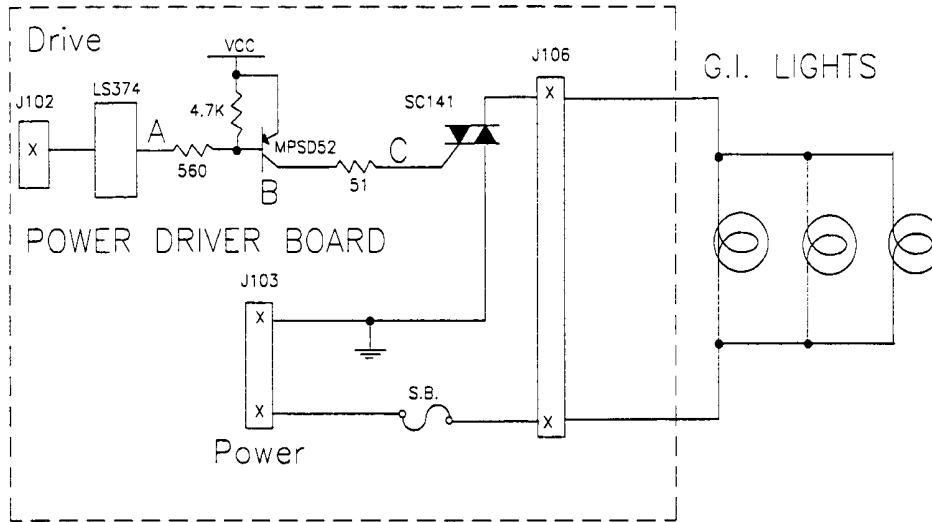 Drive
VCC
J106
G.I. LIGHTS
J102
LS374
4.7K
SC141
X
A
MPSD52
C
X
560
B
51
POWER DRIVER BOARD
J103
X
S.B.
X
X
Power